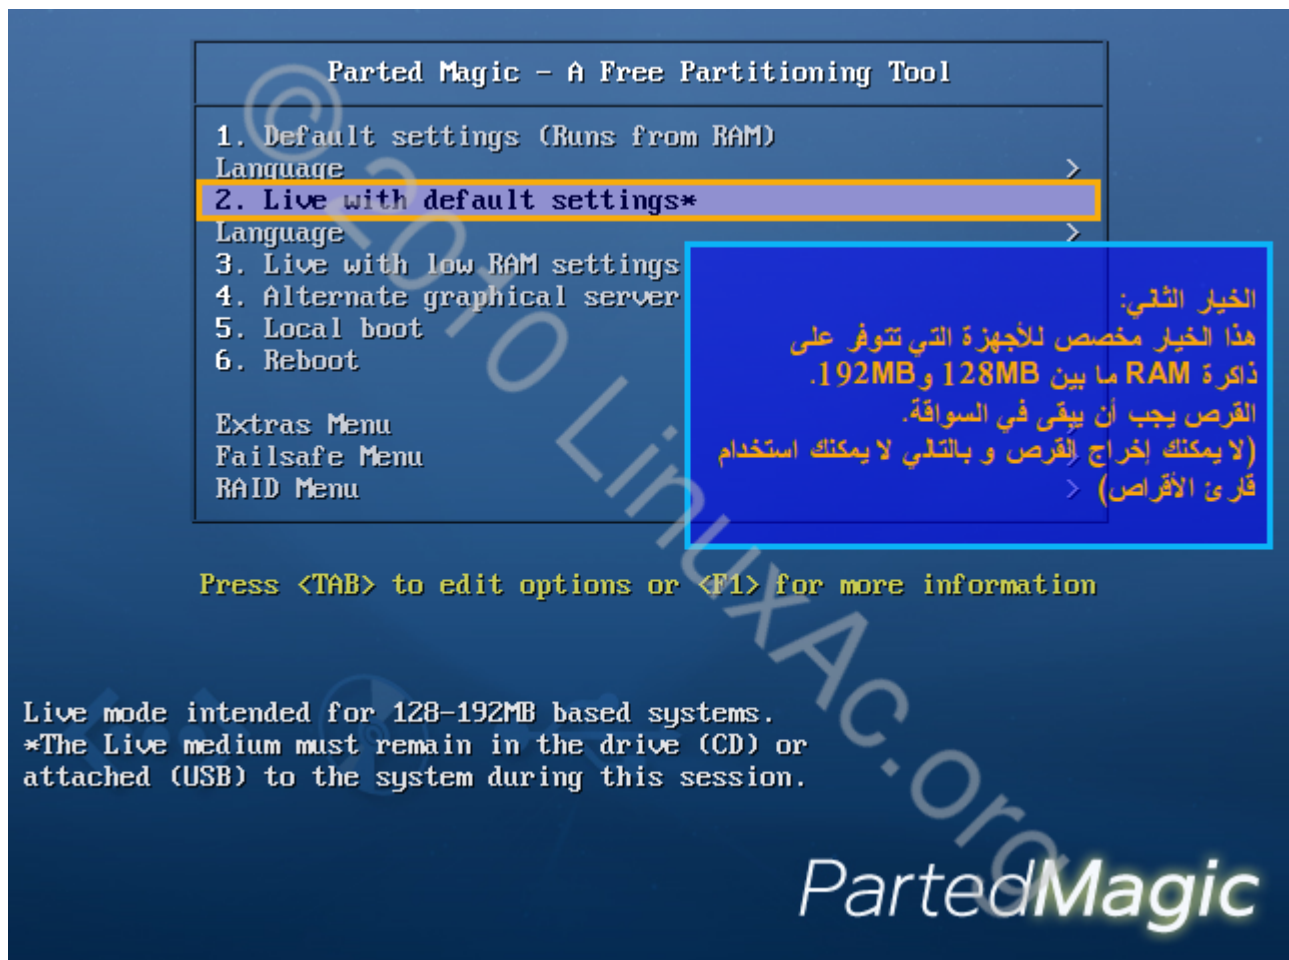 Parted Magic - A Free Partitioning Tool
1. Default settings (Runs from RAM)
Language >
2. Live with default settings*
Language >
3. Live with low RAM settings
4. Alternate graphical server
5. Local boot
6. Reboot
Extras Menu
Failsafe Menu
RAID Menu >
الخيار الثاني:
هذا الخيار مخصص للأجهزة التي تتوفر على
ذاكرة RAM ما بين 128MB و192MB.
القرص يجب أن يبقى في السواقة.
(لا يمكنك إخراج القرص و بالتالي لا يمكنك استخدام
قارئ الأقراص)
Press <TAB> to edit options or <F1> for more information
Live mode intended for 128-192MB based systems.
*The Live medium must remain in the drive (CD) or
attached (USB) to the system during this session.
PartedMagic
© 2010 LinuxAc.org